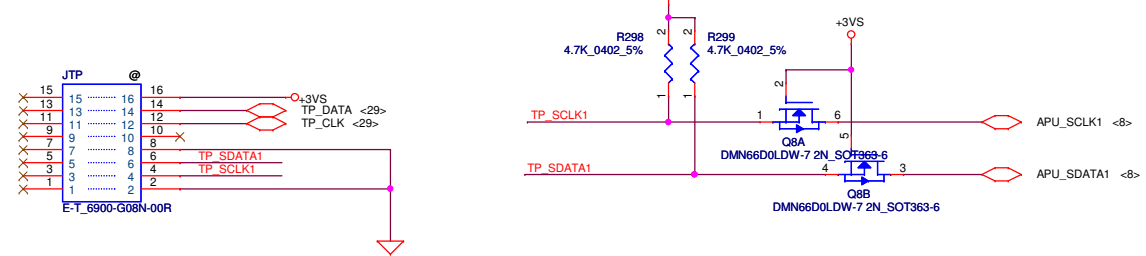 JTP @
15 15 16 16 +3VS
13 13 14 14 TP_DATA <29>
11 11 12 12 TP_CLK <29>
9 9 10 10
7 7 8 8
5 5 6 6 TP_SDATA1
3 3 4 4 TP_SCLK1
1 1 2 2
E-T_6900-G08N-00R
+3VS
2 2
R298 R299
4.7K_0402_5% 4.7K_0402_5%
1 1
2
TP_SCLK1 1 6 APU_SCLK1 <8>
Q8A 5
DMN66D0LDW-7 2N_SOT363-6
TP_SDATA1 4 3 APU_SDATA1 <8>
Q8B
DMN66D0LDW-7 2N_SOT363-6